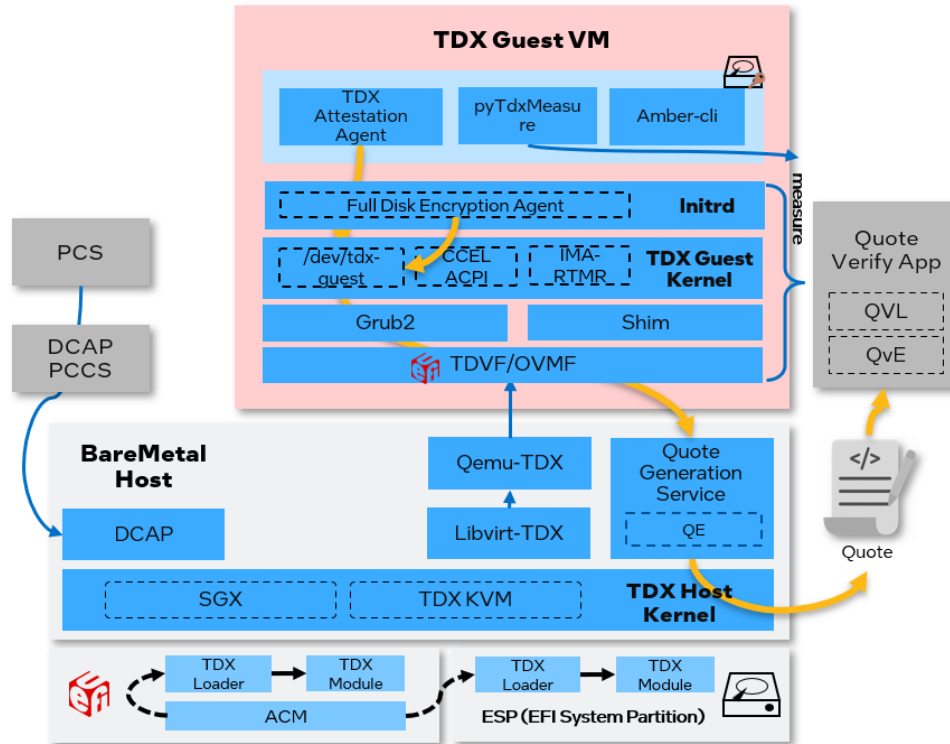 TDX Guest VM
TDX
Attestation
Agent
pyTdxMeasu
re
Amber-cli
measure
Full Disk Encryption Agent
Initrd
/dev/tdx-
guest
CCEL
ACPI
IMA-
RTMR
TDX Guest
Kernel
Grub2
Shim
UEFI
TDVF/OVMF
PCS
DCAP
PCCS
Quote
Verify App
QVL
QvE
BareMetal
Host
Qemu-TDX
Libvirt-TDX
Quote
Generation
Service
QE
DCAP
</>
Quote
SGX
TDX KVM
TDX Host
Kernel
UEFI
TDX
Loader
TDX
Module
ACM
TDX
Loader
TDX
Module
ESP (EFI System Partition)